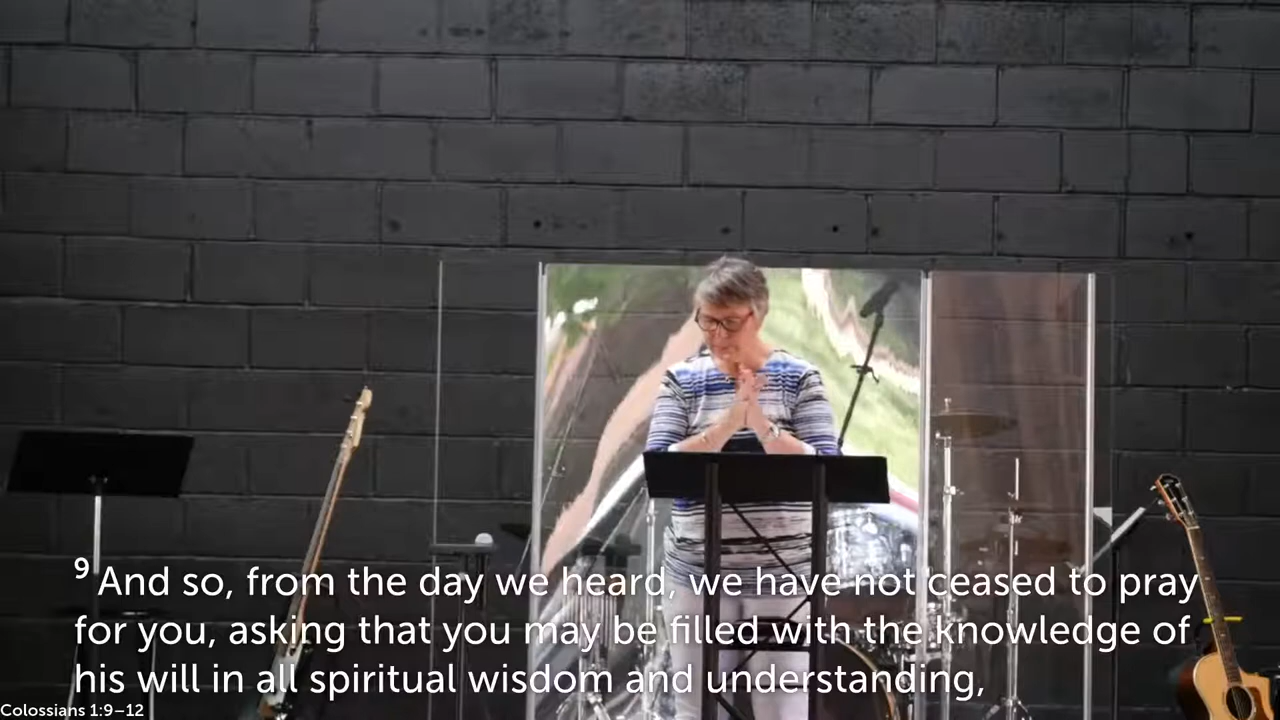 9 And so, from the day we heard, we have not ceased to pray
for you, asking that you may be filled with the knowledge of
his will in all spiritual wisdom and understanding,
Colossians 1:9–12